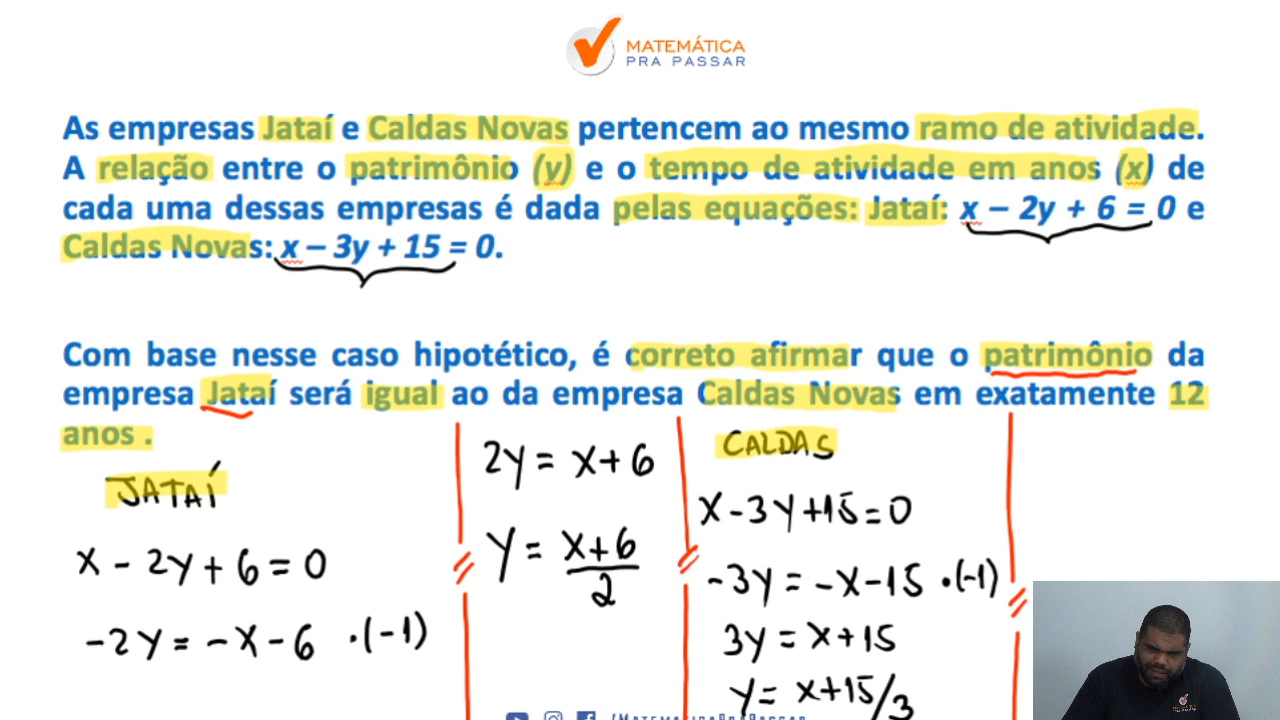 MATEMÁTICA
PRA PASSAR
As empresas Jataí e Caldas Novas pertencem ao mesmo ramo de atividade.
A relação entre o patrimônio (y) e o tempo de atividade em anos (x) de
cada uma dessas empresas é dada pelas equações: Jataí: x – 2y + 6 = 0 e
Caldas Novas: x – 3y + 15 = 0.
Com base nesse caso hipotético, é correto afirmar que o patrimônio da
empresa Jataí será igual ao da empresa Caldas Novas em exatamente 12
anos .
JATAÍ
x - 2y + 6 = 0
-2y = -x - 6 •(-1)
2y = x + 6
y = x+6
2
CALDAS
x - 3y + 15 = 0
-3y = -x - 15 •(-1)
3y = x + 15
y = x+15/3
/MATEMATICAPRAPASSAR